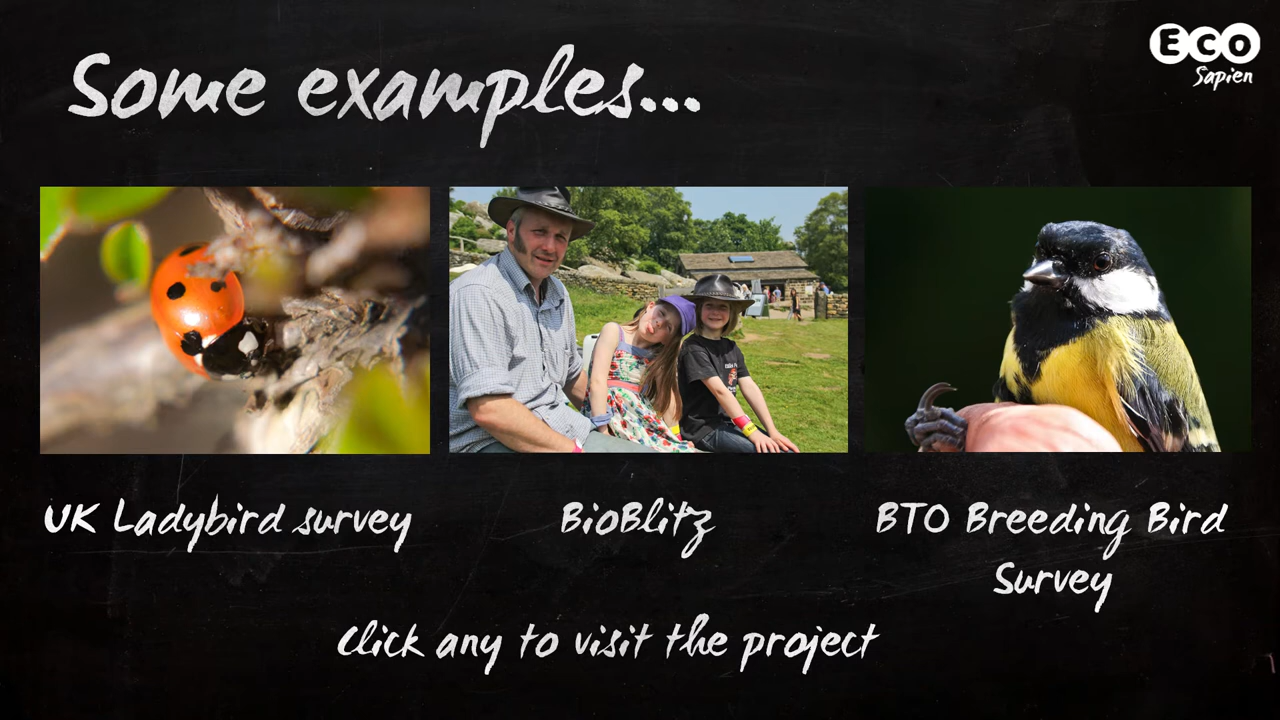 ECO
Sapien
Some examples...
UK Ladybird survey
BioBlitz
BTO Breeding Bird
Survey
Click any to visit the project